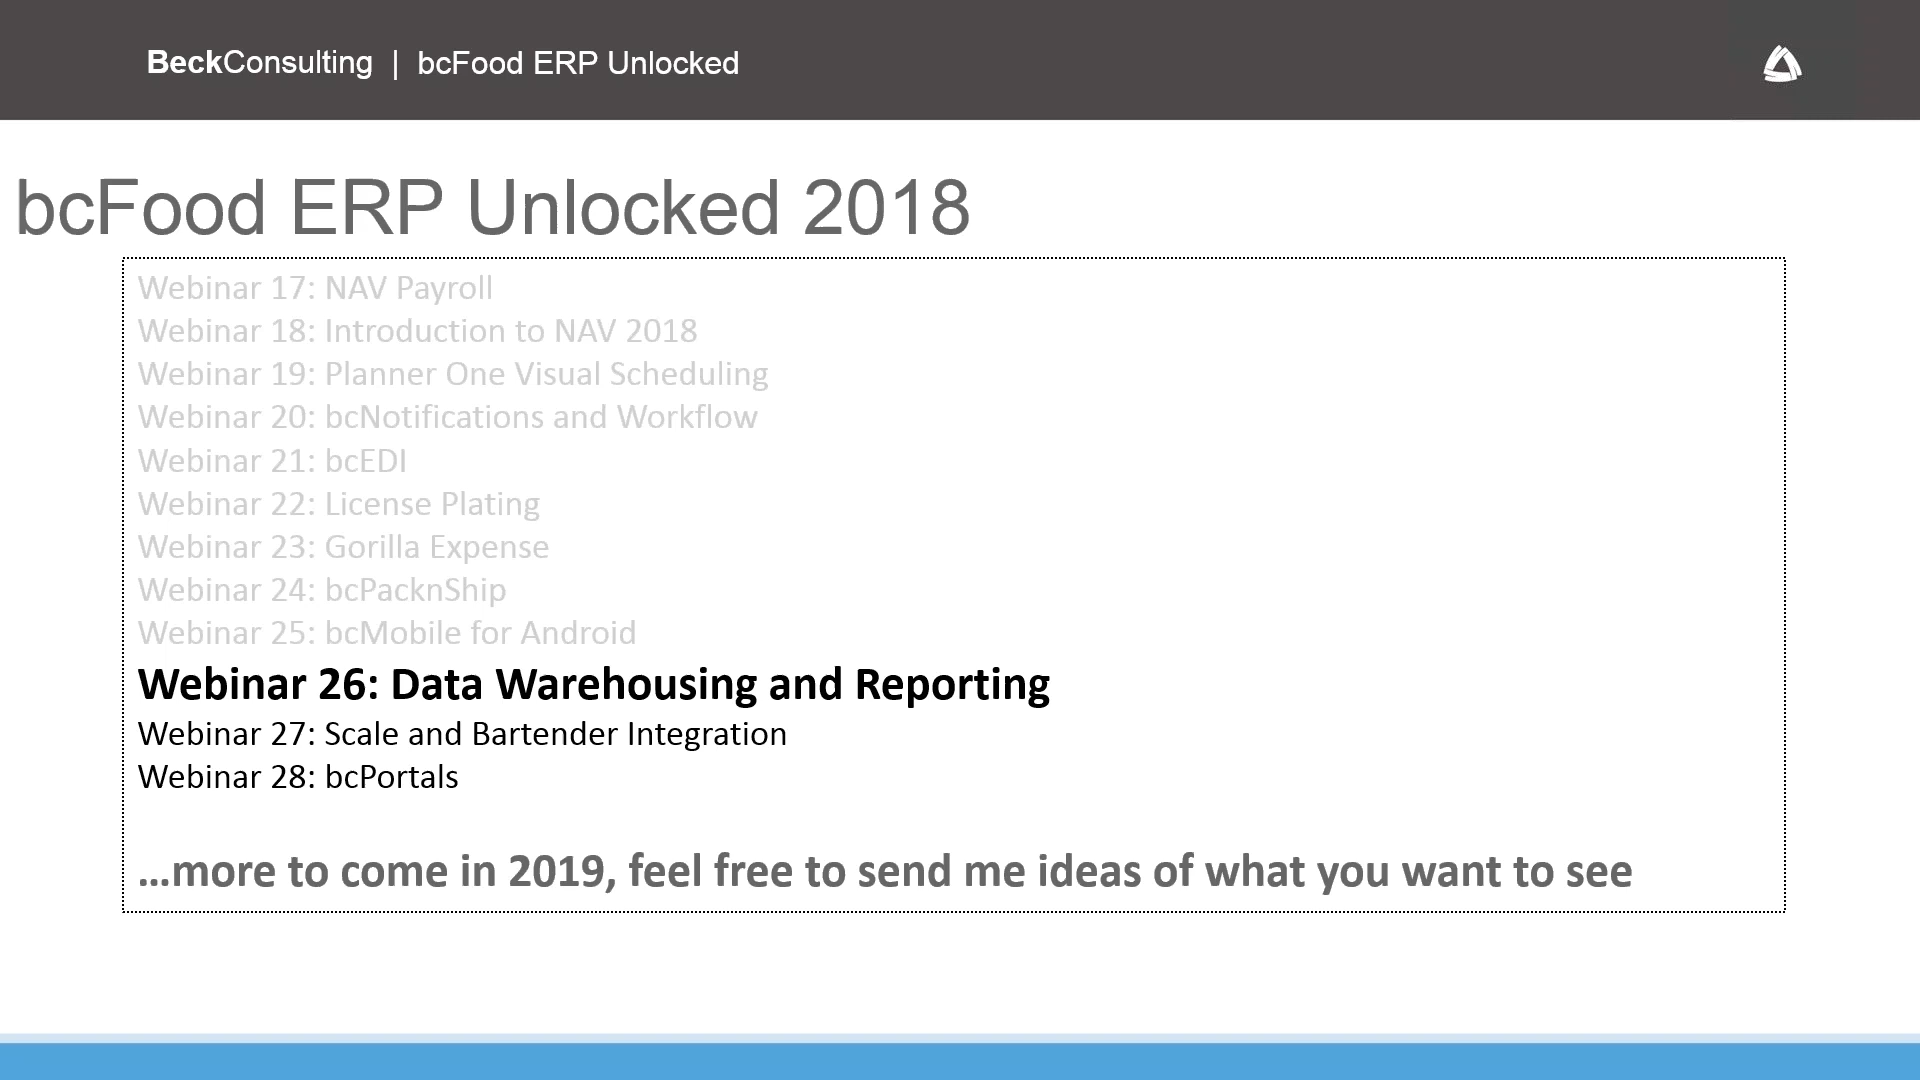 BeckConsulting | bcFood ERP Unlocked
bcFood ERP Unlocked 2018
Webinar 17: NAV Payroll
Webinar 18: Introduction to NAV 2018
Webinar 19: Planner One Visual Scheduling
Webinar 20: bcNotifications and Workflow
Webinar 21: bcEDI
Webinar 22: License Plating
Webinar 23: Gorilla Expense
Webinar 24: bcPacknShip
Webinar 25: bcMobile for Android
Webinar 26: Data Warehousing and Reporting
Webinar 27: Scale and Bartender Integration
Webinar 28: bcPortals
...more to come in 2019, feel free to send me ideas of what you want to see